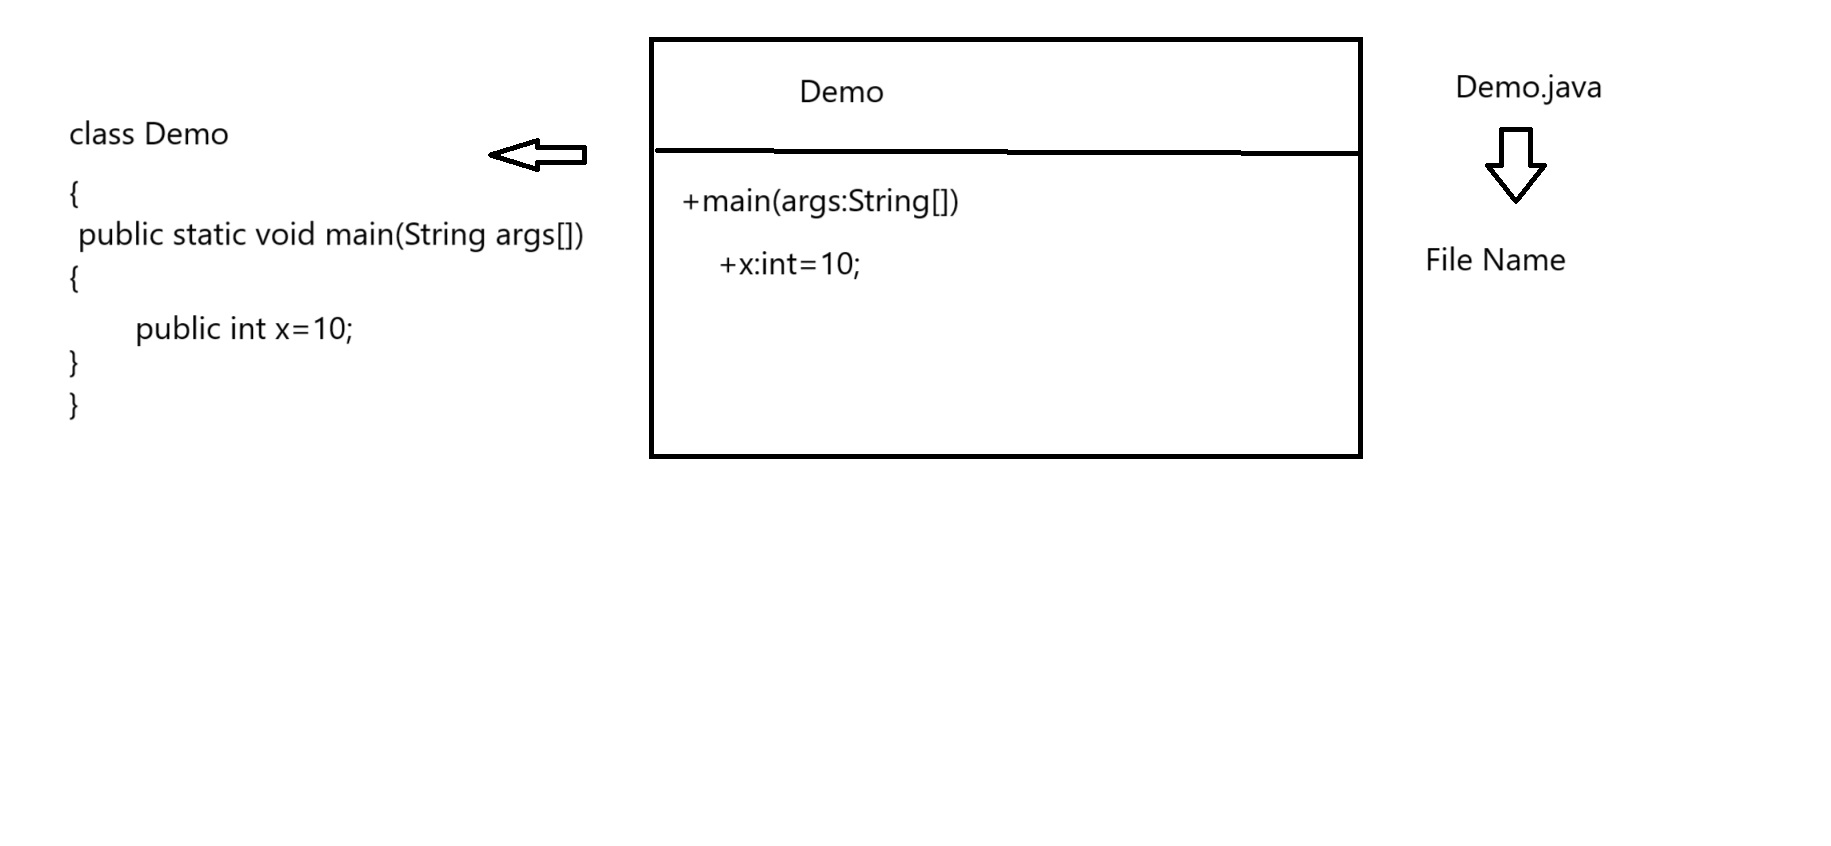 class Demo
{
public static void main(String args[])
{
public int x=10;
}
}
Demo
+main(args:String[])
+x:int=10;
Demo.java
File Name